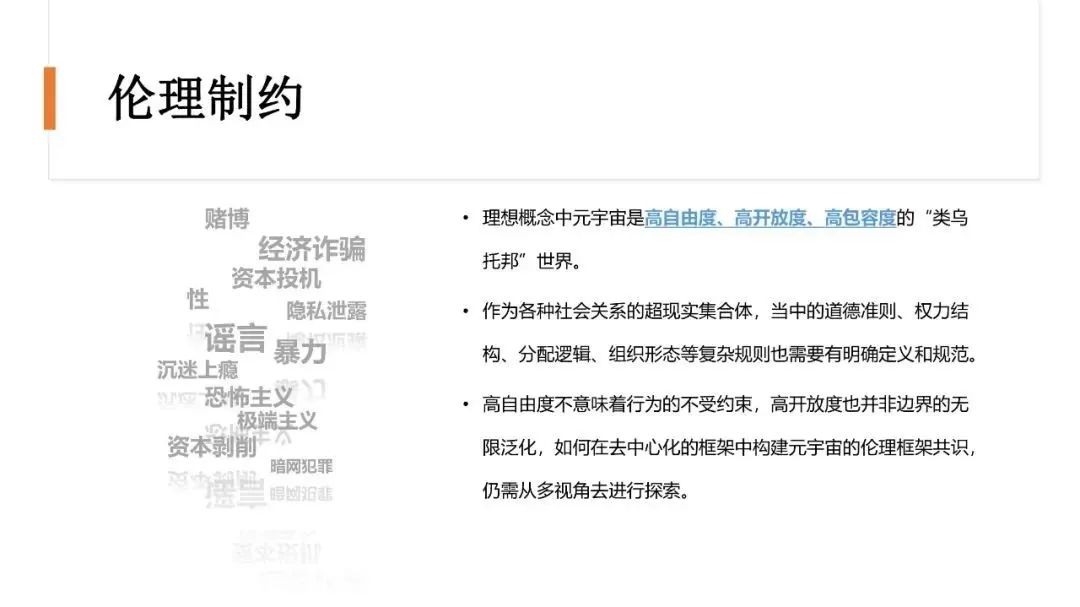 伦理制约
赌博
经济诈骗
资本投机
性
隐私泄露
谣言
暴力
沉迷上瘾
恐怖主义
极端主义
资本剥削
暗网犯罪
• 理想概念中元宇宙是高自由度、高开放度、高包容度的“类乌
托邦”世界。
• 作为各种社会关系的超现实集合体，当中的道德准则、权力结
构、分配逻辑、组织形态等复杂规则也需要有明确定义和规范。
• 高自由度不意味着行为的不受约束，高开放度也并非边界的无
限泛化，如何在去中心化的框架中构建元宇宙的伦理框架共识，
仍需从多视角去进行探索。